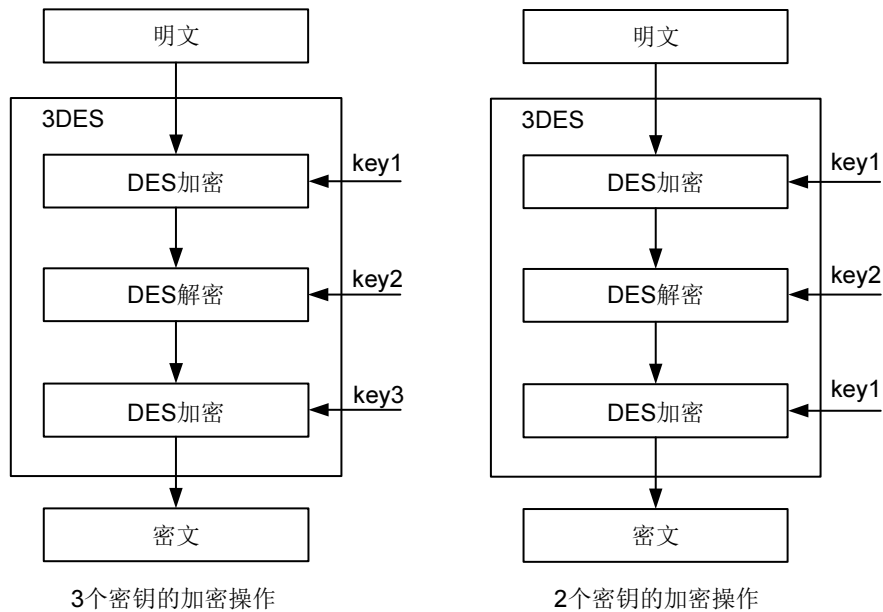 明文
3DES
DES加密
key1
DES解密
key2
DES加密
key3
密文
3个密钥的加密操作
明文
3DES
DES加密
key1
DES解密
key2
DES加密
key1
密文
2个密钥的加密操作